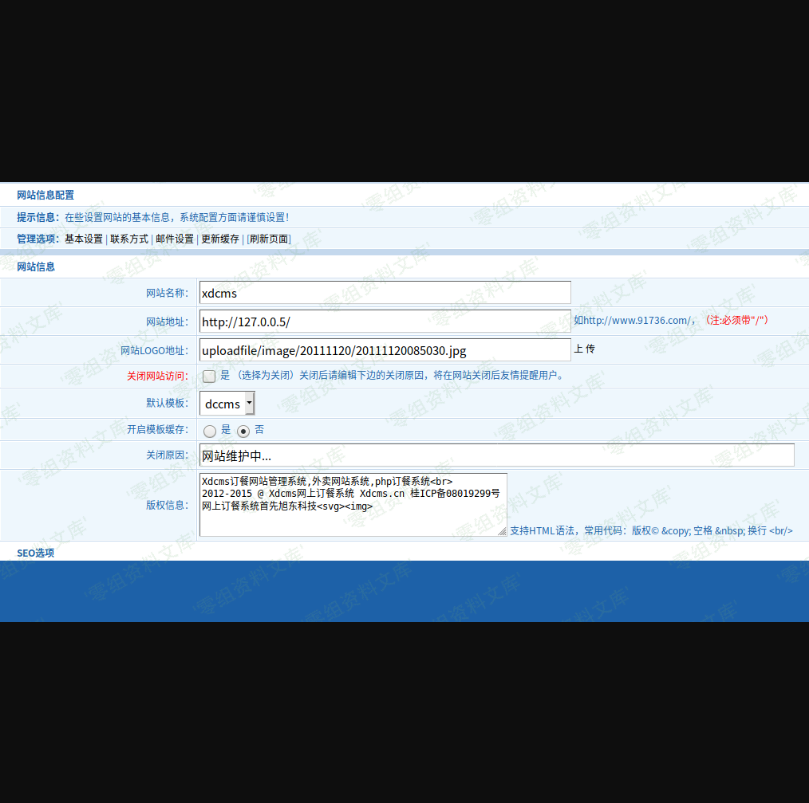 网站信息配置
提示信息：在些设置网站的基本信息，系统配置方面请谨慎设置！
管理选项：基本设置 | 联系方式 | 邮件设置 | 更新缓存 | [刷新页面]
网站信息
网站名称： xdcms
网站地址： http://127.0.0.5/ 如http://www.91736.com/，（注:必须带"/"）
网站LOGO地址： uploadfile/image/20111120/20111120085030.jpg 上 传
关闭网站访问： 是 （选择为关闭）关闭后请编辑下边的关闭原因，将在网站关闭后友情提醒用户。
默认模板： dccms
开启模板缓存： 是 否
关闭原因： 网站维护中...
版权信息： Xdcms订餐网站管理系统,外卖网站系统,php订餐系统<br>
2012-2015 @ Xdcms网上订餐系统 Xdcms.cn 桂ICP备08019299号
网上订餐系统首先旭东科技<svg><img>
支持HTML语法，常用代码：版权© &copy; 空格 &nbsp; 换行 <br/>
SEO选项
'零组资料文库'